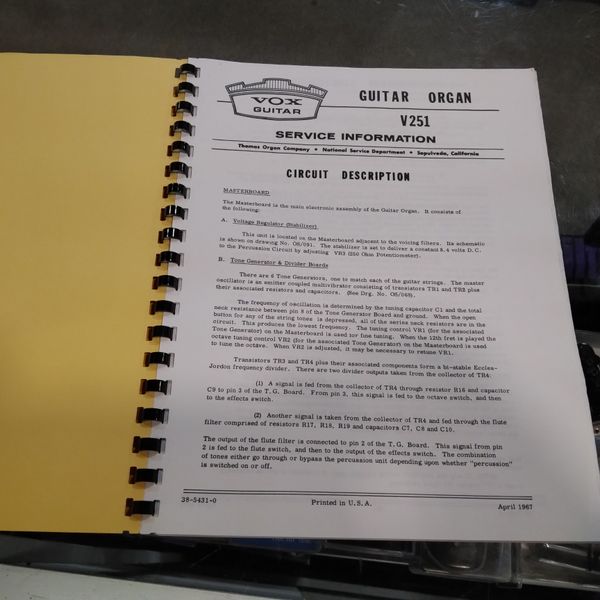 VOX
GUITAR
GUITAR ORGAN
V251
SERVICE INFORMATION
Thomas Organ Company • National Service Department • Sepulveda, California
CIRCUIT DESCRIPTION
MASTERBOARD
The Masterboard is the main electronic assembly of the Guitar Organ. It consists of
the following:
A. Voltage Regulator (Stabilizer)
This unit is located on the Masterboard adjacent to the voicing filters. Its schematic
is shown on drawing No. OS/091. The stabilizer is set to deliver a constant 8.4 volts D.C.
to the Percussion Circuit by adjusting VR3 (250 Ohm Potentiometer).
B. Tone Generator & Divider Boards
There are 6 Tone Generators, one to match each of the guitar strings. The master
oscillator is an emitter coupled multivibrator consisting of transistors TR1 and TR2 plus
their associated resistors and capacitors. (See Drg. No. OS/068).
The frequency of oscillation is determined by the tuning capacitor C1 and the total
neck resistance between pin 8 of the Tone Generator Board and ground. When the open
button for any of the string tones is depressed, all of the series neck resistors are in the
circuit. This produces the lowest frequency. The tuning control VR1 (for the associated
Tone Generator) on the Masterboard is used for fine tuning. When the 12th fret is played the
octave tuning control VR2 (for the associated Tone Generator) on the Masterboard is used
to tune the octave. When VR2 is adjusted, it may be necessary to retune VR1.
Transistors TR3 and TR4 plus their associated components form a bi-stable Eccles-
Jordon frequency divider. There are two divider outputs taken from the collector of TR4:
(1) A signal is fed from the collector of TR4 through resistor R16 and capacitor
C9 to pin 3 of the T.G. Board. From pin 3, this signal is fed to the octave switch, and then
to the effects switch.
(2) Another signal is taken from the collector of TR4 and fed through the flute
filter comprised of resistors R17, R18, R19 and capacitors C7, C8 and C10.
The output of the flute filter is connected to pin 2 of the T.G. Board. This signal from pin
2 is fed to the flute switch, and then to the output of the effects switch. The combination
of tones either go through or bypass the percussion unit depending upon whether "percussion"
is switched on or off.
38-5431-0
Printed in U.S.A.
April 1967